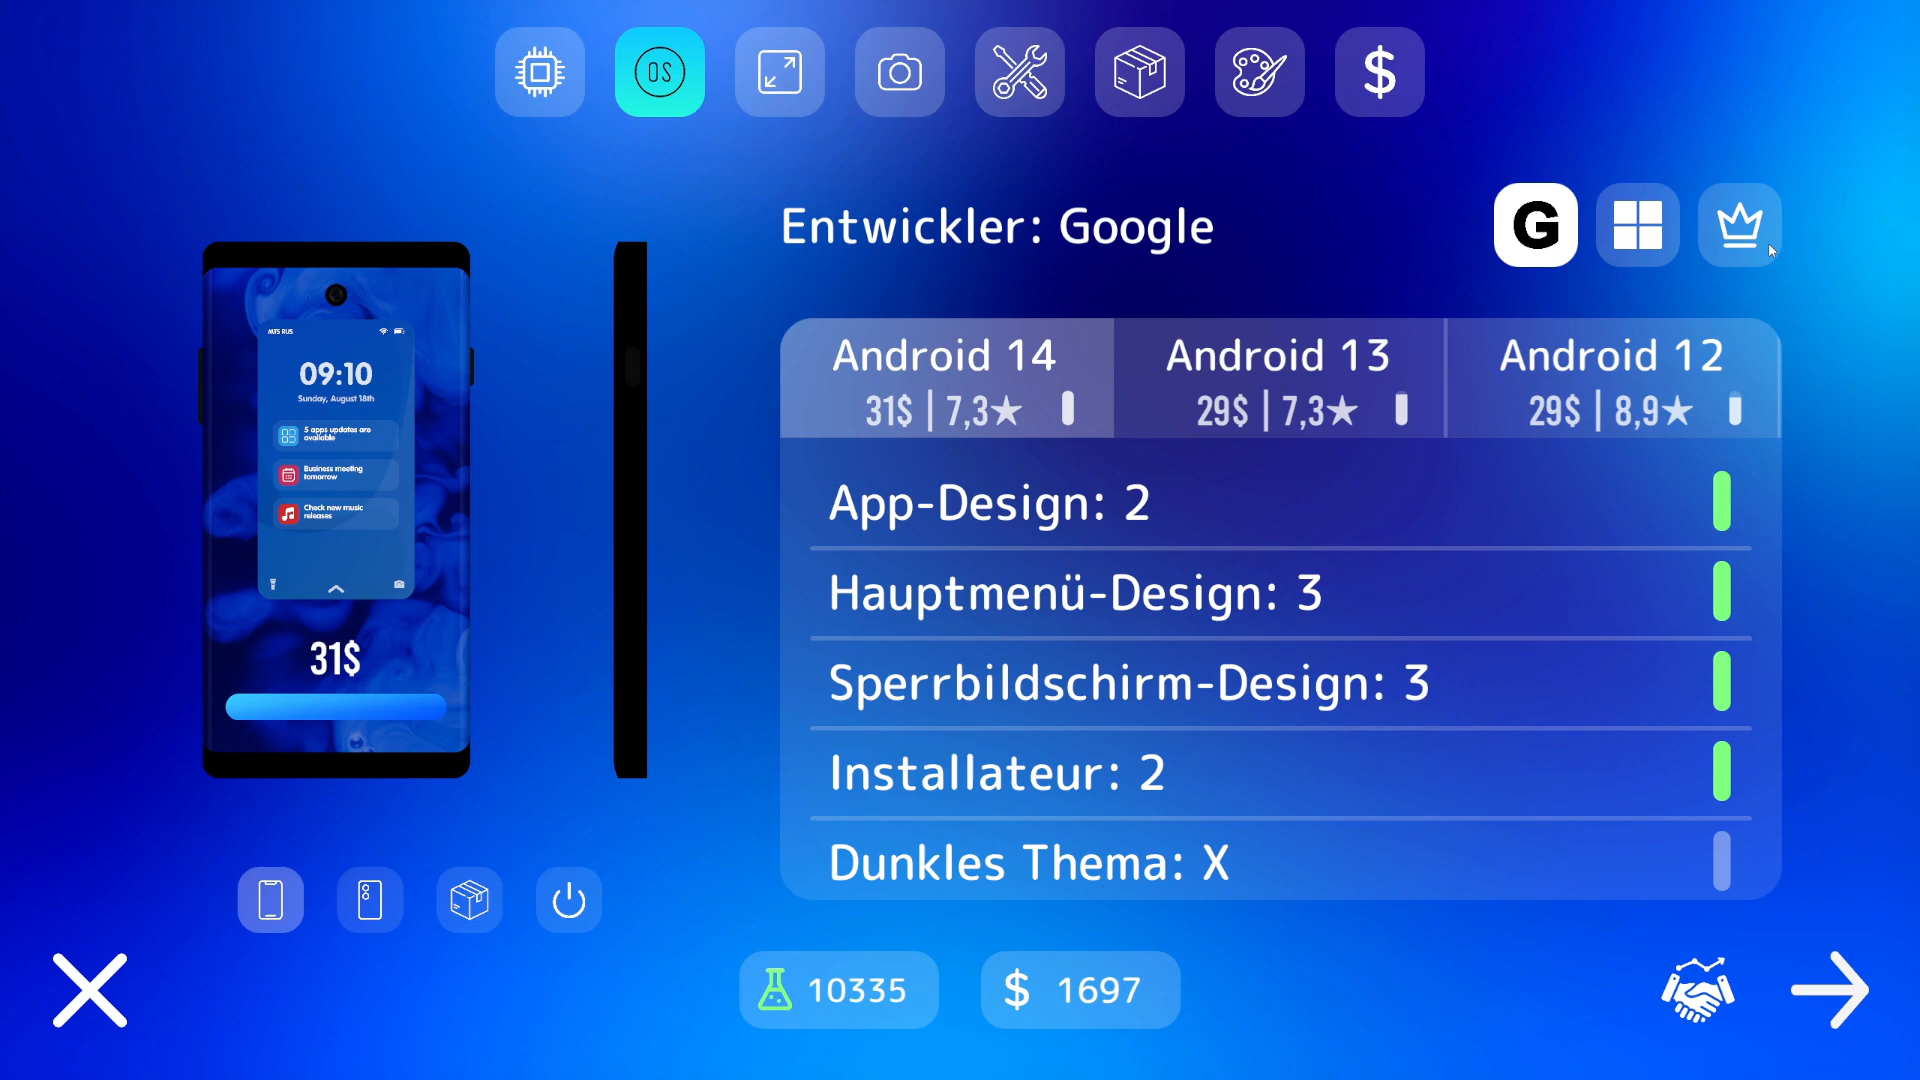 OS
Entwickler: Google
G
Android 14
31$ | 7,3★
Android 13
29$ | 7,3★
Android 12
29$ | 8,9★
App-Design: 2
Hauptmenü-Design: 3
Sperrbildschirm-Design: 3
Installateur: 2
Dunkles Thema: X
MTS RUS
09:10
Sunday, August 18th
5 apps updates are
available
Business meeting
tomorrow
Check new music
releases
31$
10335
$ 1697